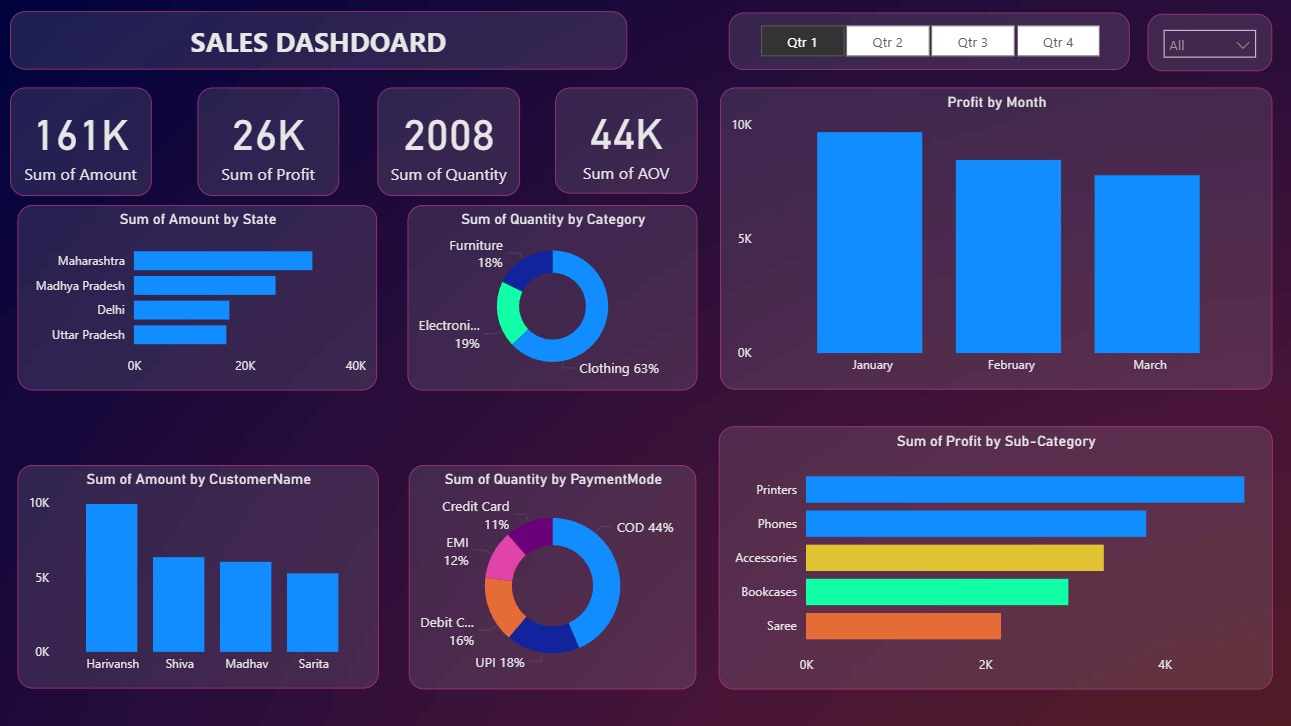 SALES DASHDOARD
Qtr 1
Qtr 2
Qtr 3
Qtr 4
All
161K
Sum of Amount
26K
Sum of Profit
2008
Sum of Quantity
44K
Sum of AOV
Profit by Month
10K
5K
0K
January
February
March
Sum of Amount by State
Maharashtra
Madhya Pradesh
Delhi
Uttar Pradesh
0K
20K
40K
Sum of Quantity by Category
Furniture
18%
Electroni...
19%
Clothing 63%
Sum of Amount by CustomerName
10K
5K
0K
Harivansh
Shiva
Madhav
Sarita
Sum of Quantity by PaymentMode
Credit Card
11%
COD 44%
EMI
12%
Debit C...
16%
UPI 18%
Sum of Profit by Sub-Category
Printers
Phones
Accessories
Bookcases
Saree
0K
2K
4K